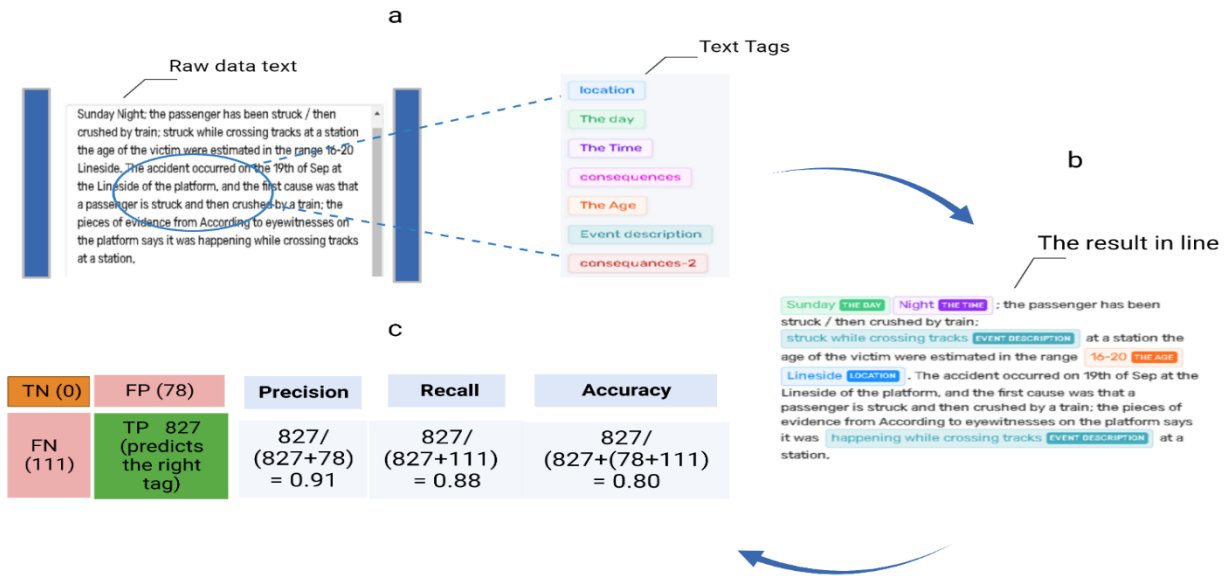 a
Raw data text
Sunday Night; the passenger has been struck / then
crushed by train; struck while crossing tracks at a station
the age of the victim were estimated in the range 16-20
Lineside. The accident occurred on the 19th of Sep at
the Lineside of the platform, and the first cause was that
a passenger is struck and then crushed by a train; the
pieces of evidence from According to eyewitnesses on
the platform says it was happening while crossing tracks
at a station.
Text Tags
location
The day
The Time
consequences
The Age
Event description
consequances-2
b
The result in line
Sunday THE DAY Night THE TIME ; the passenger has been
struck / then crushed by train;
struck while crossing tracks EVENT DESCRIPTION at a station the
age of the victim were estimated in the range 16-20 THE AGE
Lineside LOCATION . The accident occurred on 19th of Sep at the
Lineside of the platform, and the first cause was that a
passenger is struck and then crushed by a train; the pieces of
evidence from According to eyewitnesses on the platform says
it was happening while crossing tracks EVENT DESCRIPTION at a
station.
c
TN (0) FP (78)
FN
(111)
TP 827
(predicts
the right
tag)
Precision Recall Accuracy
827/
(827+78)
= 0.91
827/
(827+111)
= 0.88
827/
(827+(78+111)
= 0.80